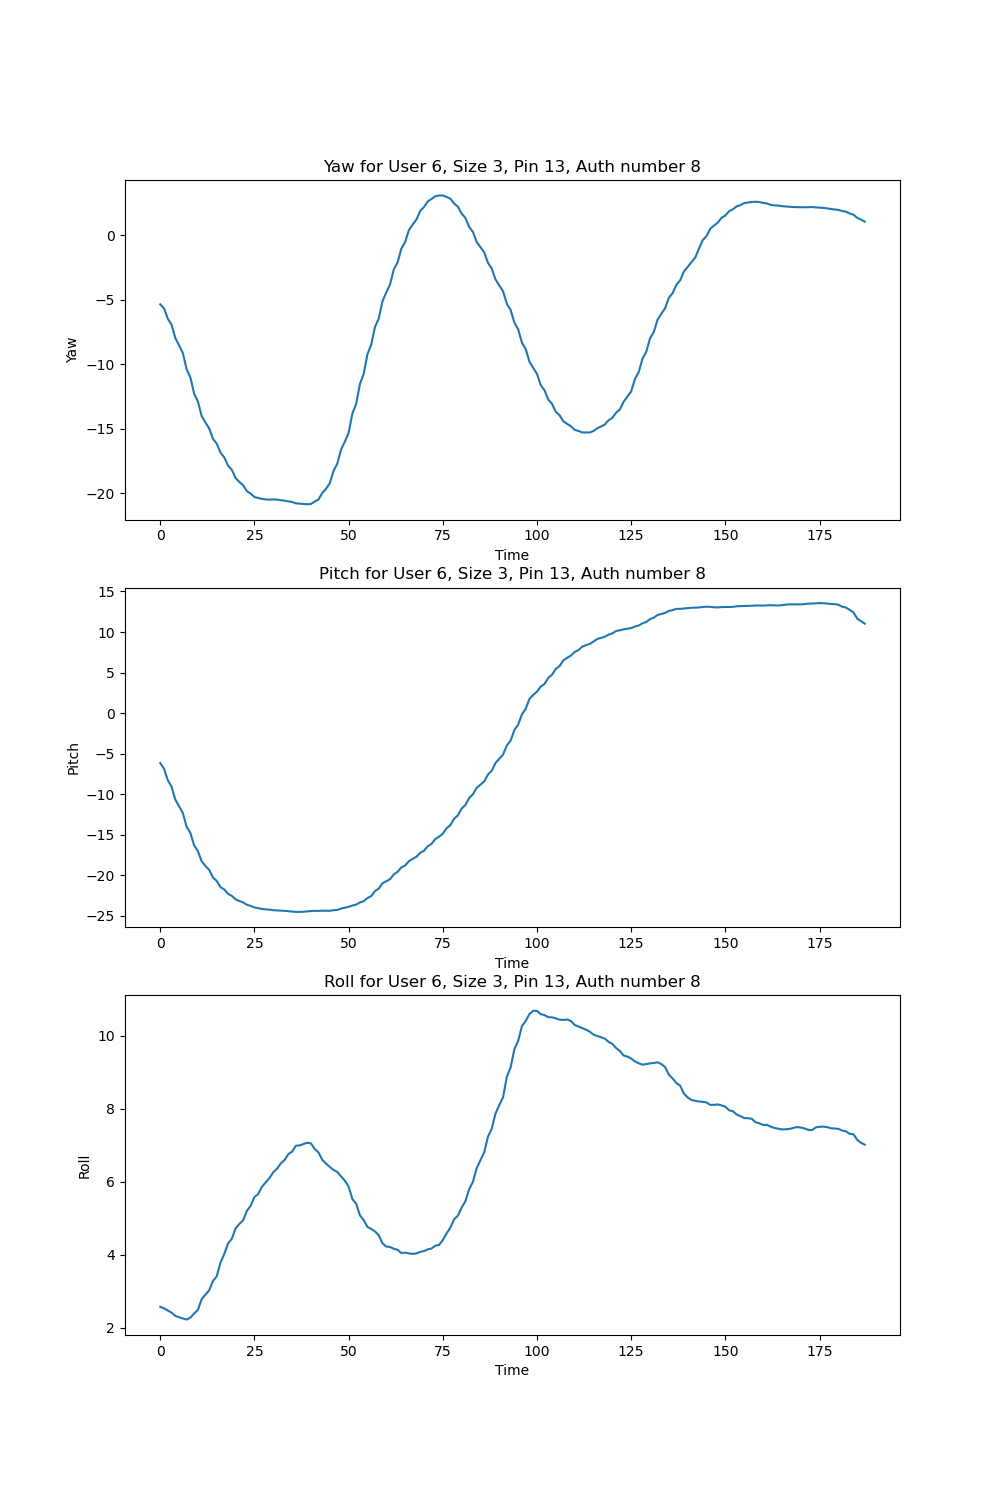 Yaw for User 6, Size 3, Pin 13, Auth number 8
0
−5
−10
−15
−20
Yaw
0 25 50 75 100 125 150 175
Time
Pitch for User 6, Size 3, Pin 13, Auth number 8
15
10
5
0
−5
−10
−15
−20
−25
Pitch
0 25 50 75 100 125 150 175
Time
Roll for User 6, Size 3, Pin 13, Auth number 8
10
8
6
4
2
Roll
0 25 50 75 100 125 150 175
Time